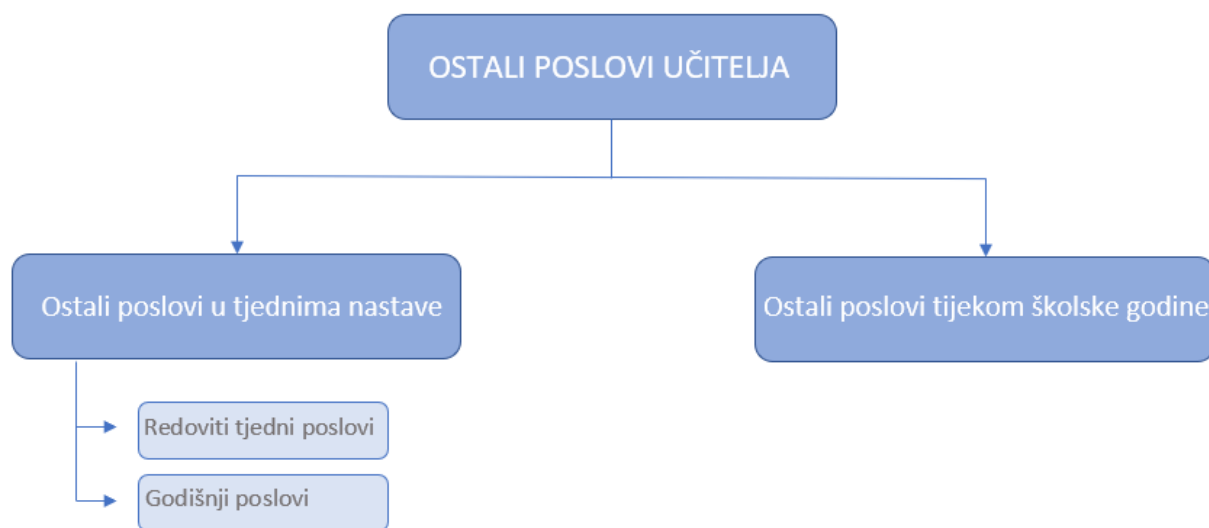 OSTALI POSLOVI UČITELJA
Ostali poslovi u tjednima nastave
Ostali poslovi tijekom školske godine
Redoviti tjedni poslovi
Godišnji poslovi